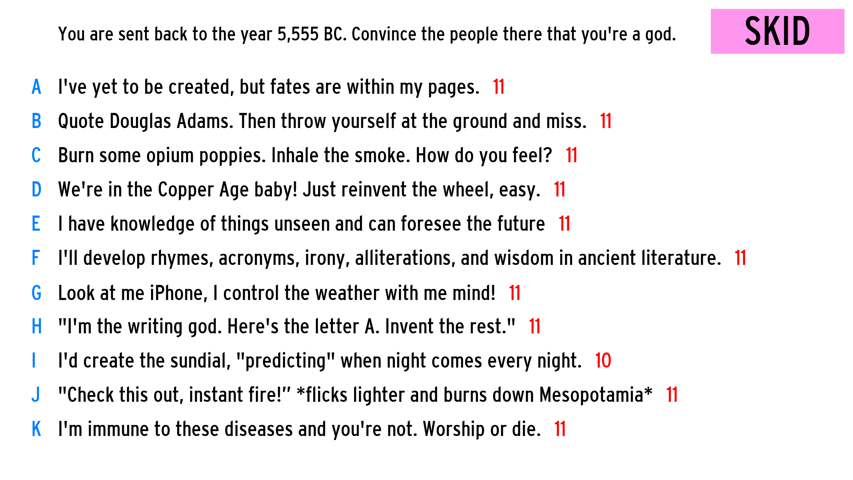 You are sent back to the year 5,555 BC. Convince the people there that you're a god.
SKID
A I've yet to be created, but fates are within my pages. 11
B Quote Douglas Adams. Then throw yourself at the ground and miss. 11
C Burn some opium poppies. Inhale the smoke. How do you feel? 11
D We're in the Copper Age baby! Just reinvent the wheel, easy. 11
E I have knowledge of things unseen and can foresee the future 11
F I'll develop rhymes, acronyms, irony, alliterations, and wisdom in ancient literature. 11
G Look at me iPhone, I control the weather with me mind! 11
H "I'm the writing god. Here's the letter A. Invent the rest." 11
I I'd create the sundial, "predicting" when night comes every night. 10
J "Check this out, instant fire!” *flicks lighter and burns down Mesopotamia* 11
K I'm immune to these diseases and you're not. Worship or die. 11